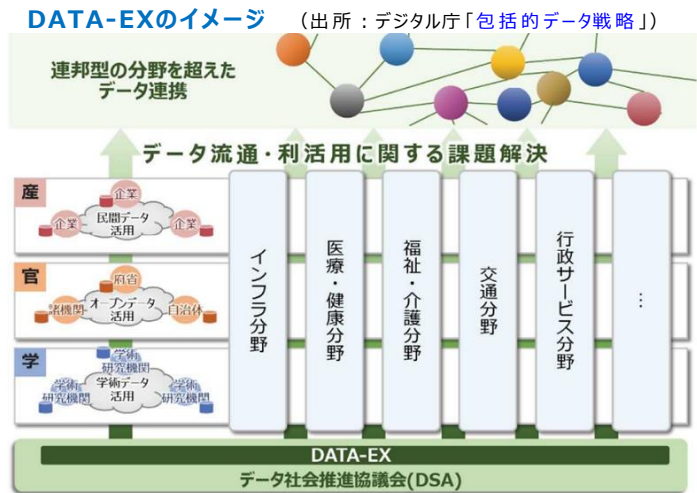 DATA-EXのイメージ （出所：デジタル庁「包括的データ戦略」）
連邦型の分野を超えた
データ連携
データ流通・利活用に関する課題解決
産
企業
民間データ
活用
企業
企業
官
府省
オープンデータ
活用
諸機関
自治体
学
学術
研究機関
学術データ
活用
学術
研究機関
学術
研究機関
インフラ分野
医療・健康分野
福祉・介護分野
交通分野
行政サービス分野
…
DATA-EX
データ社会推進協議会(DSA)